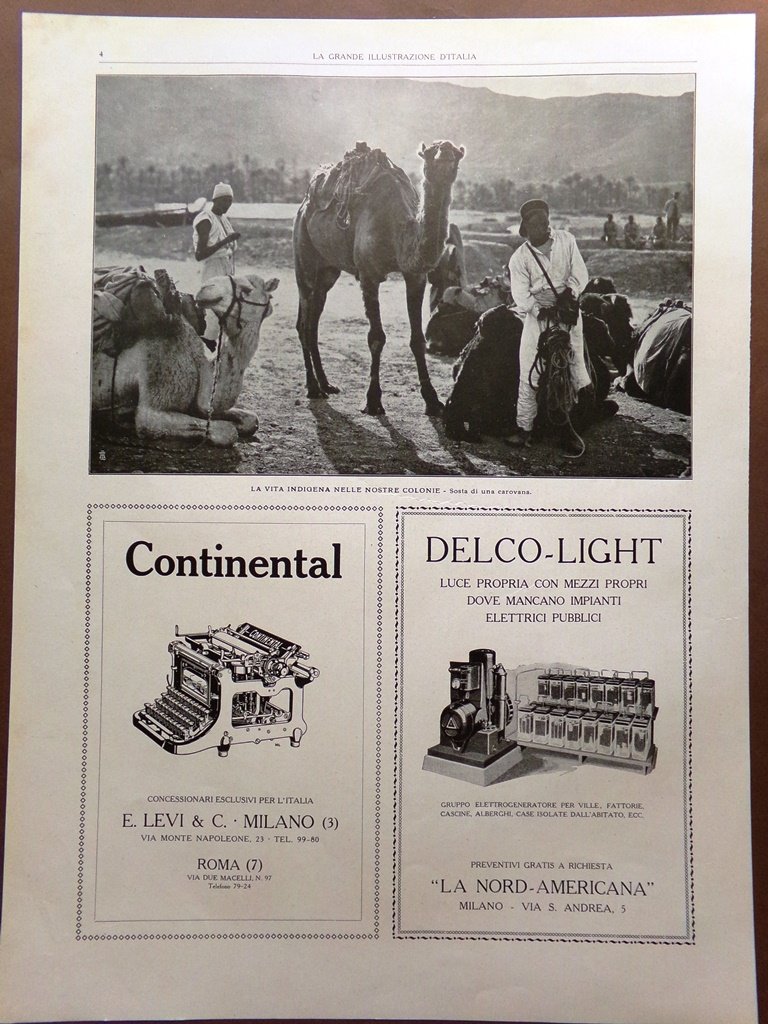 4
LA GRANDE ILLUSTRAZIONE D'ITALIA
LA VITA INDIGENA NELLE NOSTRE COLONIE - Sosta di una carovana.
Continental
CONTINENTAL
CONCESSIONARI ESCLUSIVI PER L'ITALIA
E. LEVI & C. · MILANO (3)
VIA MONTE NAPOLEONE, 23 · TEL. 99-80
ROMA (7)
VIA DUE MACELLI, N. 97
Telefono 79-24
DELCO-LIGHT
LUCE PROPRIA CON MEZZI PROPRI
DOVE MANCANO IMPIANTI
ELETTRICI PUBBLICI
GRUPPO ELETTROGENERATORE PER VILLE, FATTORIE,
CASCINE, ALBERGHI, CASE ISOLATE DALL'ABITATO, ECC.
PREVENTIVI GRATIS A RICHIESTA
"LA NORD-AMERICANA"
MILANO - VIA S. ANDREA, 5